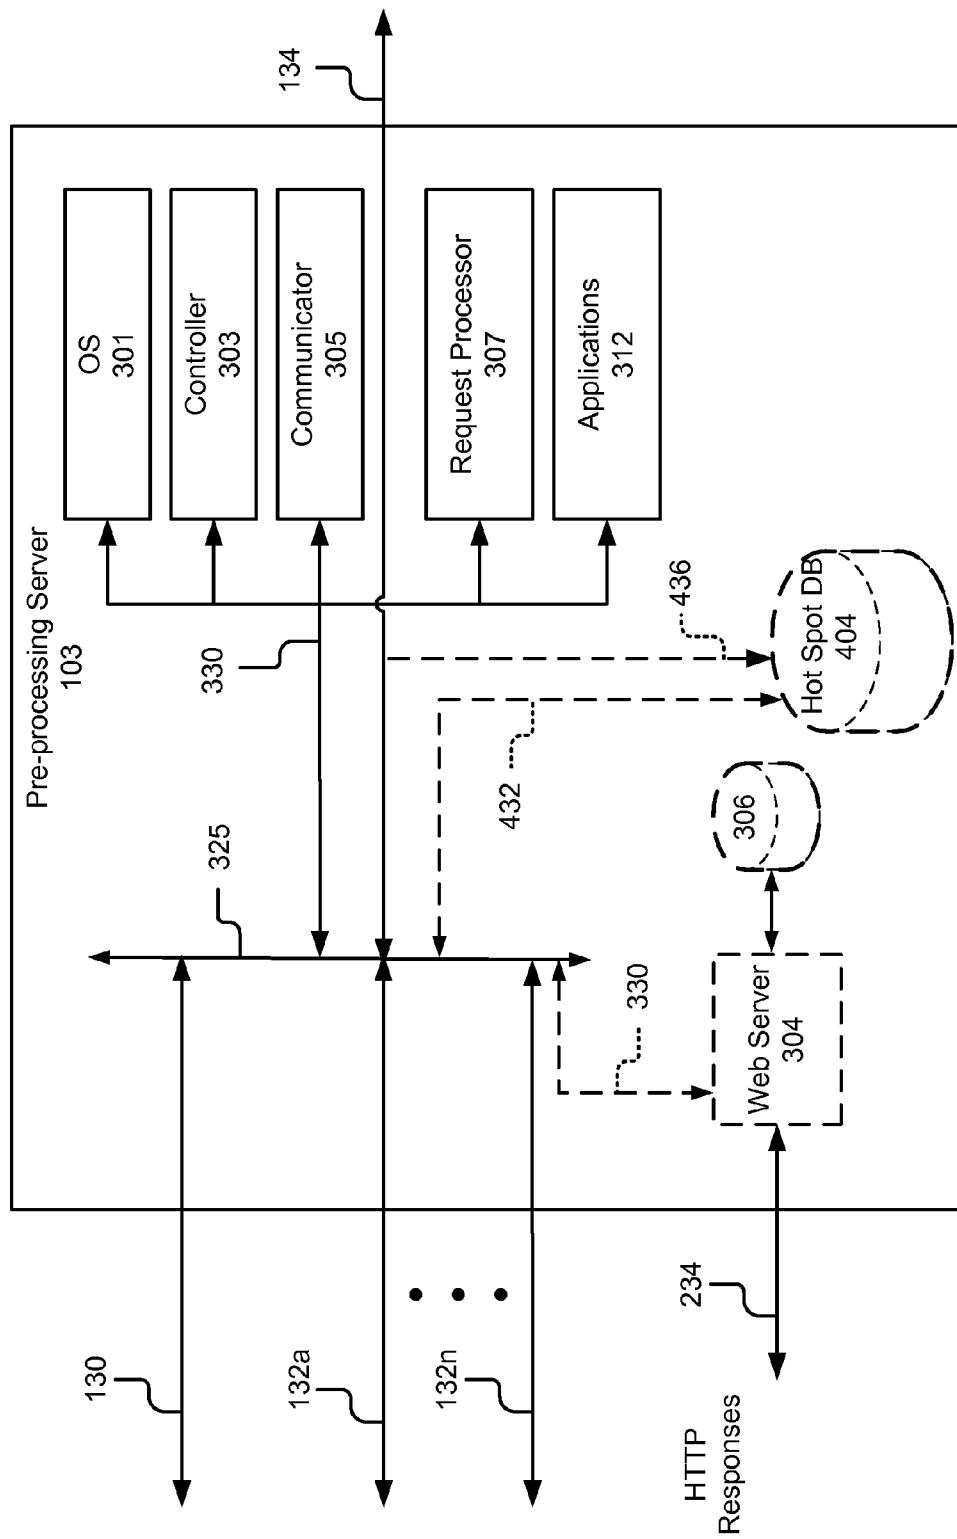 Pre-processing Server
103
134
OS
301
Controller
303
Communicator
305
Request Processor
307
Applications
312
330
325
436
432
Hot Spot DB
404
306
330
Web Server
304
130
132a
132n
234
HTTP
Responses